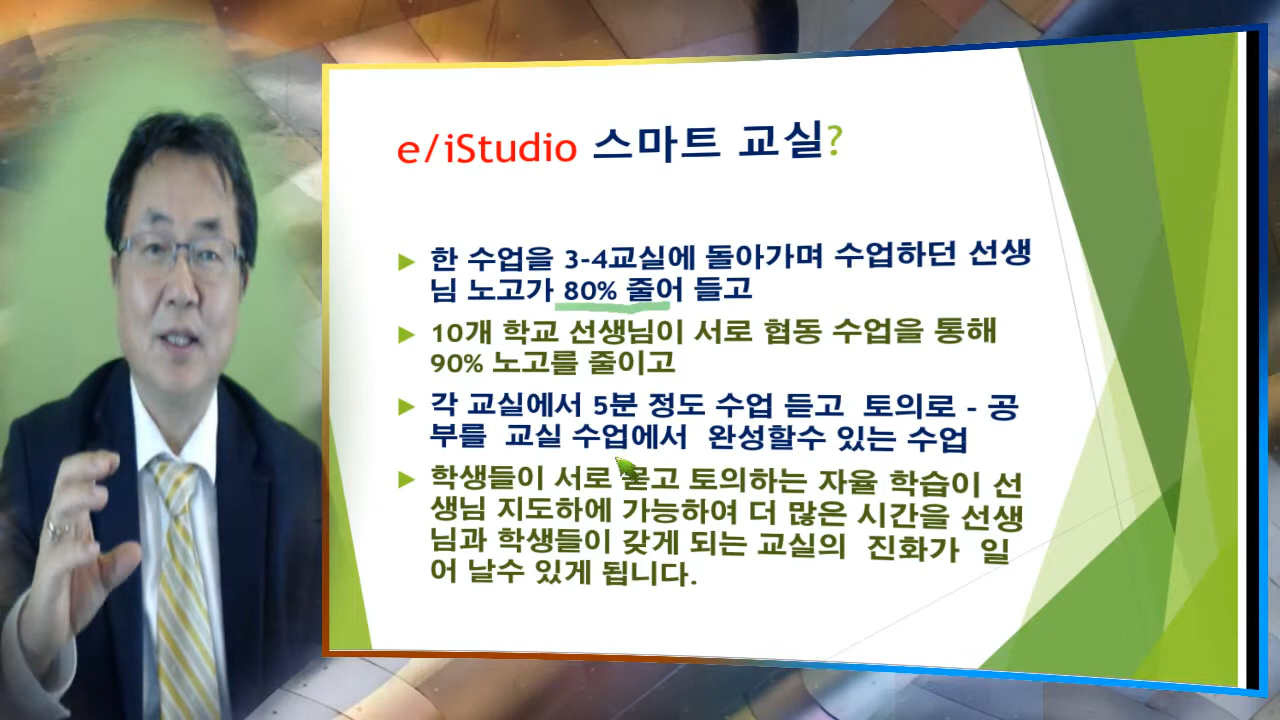 e/iStudio 스마트 교실?
한 수업을 3-4교실에 돌아가며 수업하던 선생
님 노고가 80% 줄어 들고
10개 학교 선생님이 서로 협동 수업을 통해
90% 노고를 줄이고
각 교실에서 5분 정도 수업 듣고 토의로 - 공
부를 교실 수업에서 완성할수 있는 수업
학생들이 서로 묻고 토의하는 자율 학습이 선
생님 지도하에 가능하여 더 많은 시간을 선생
님과 학생들이 갖게 되는 교실의 진화가 일
어 날수 있게 됩니다.